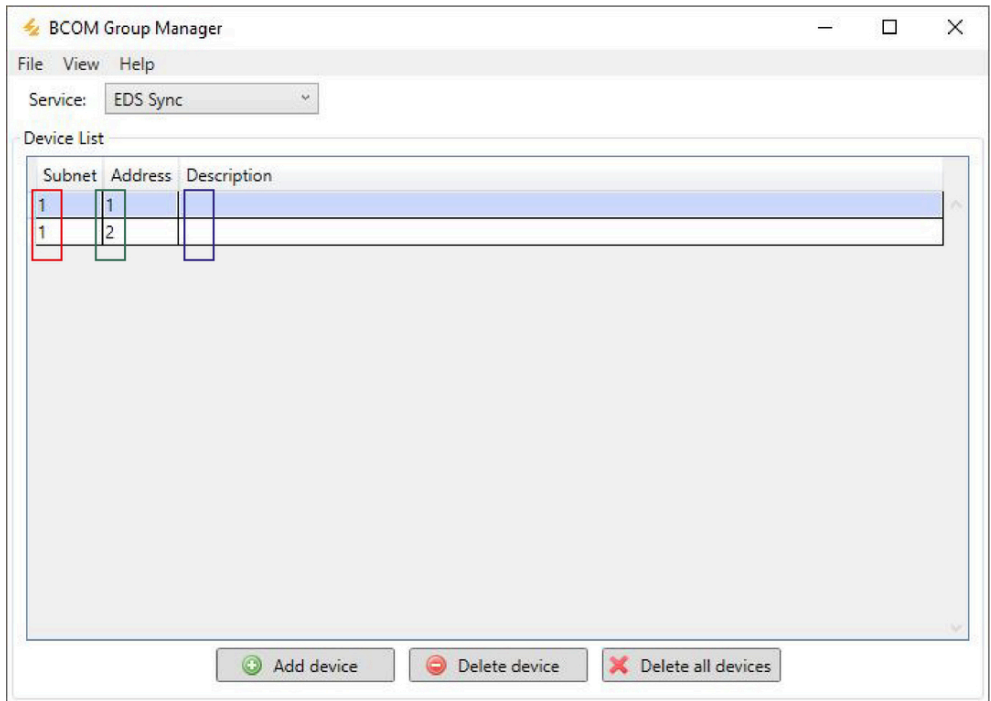 BCOM Group Manager
File View Help
Service: EDS Sync
Device List
Subnet Address Description
1 1
1 2
Add device Delete device Delete all devices